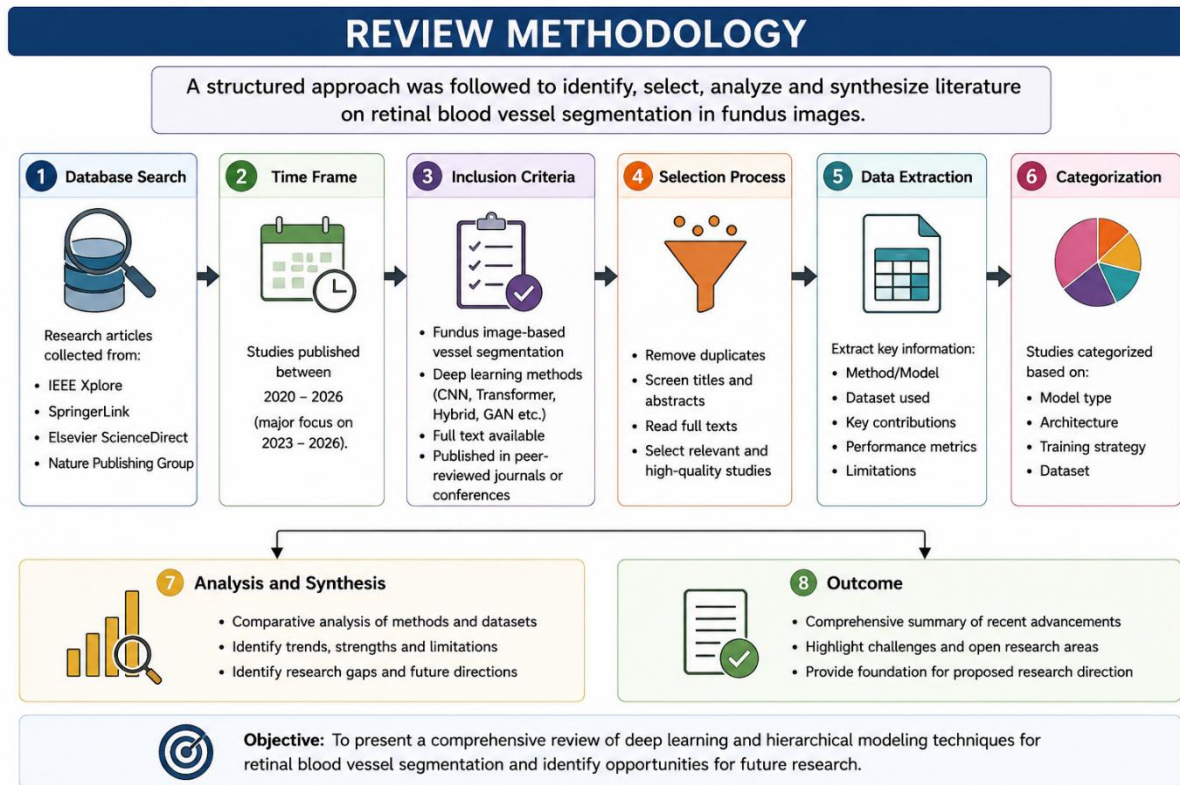 REVIEW METHODOLOGY
A structured approach was followed to identify, select, analyze and synthesize literature
on retinal blood vessel segmentation in fundus images.
1 Database Search
Research articles
collected from:
• IEEE Xplore
• SpringerLink
• Elsevier ScienceDirect
• Nature Publishing Group
2 Time Frame
Studies published
between
2020 – 2026
(major focus on
2023 – 2026).
3 Inclusion Criteria
• Fundus image-based
vessel segmentation
• Deep learning methods
(CNN, Transformer,
Hybrid, GAN etc.)
• Full text available
• Published in peer-
reviewed journals or
conferences
4 Selection Process
• Remove duplicates
• Screen titles and
abstracts
• Read full texts
• Select relevant and
high-quality studies
5 Data Extraction
Extract key information:
• Method/Model
• Dataset used
• Key contributions
• Performance metrics
• Limitations
6 Categorization
Studies categorized
based on:
• Model type
• Architecture
• Training strategy
• Dataset
7 Analysis and Synthesis
• Comparative analysis of methods and datasets
• Identify trends, strengths and limitations
• Identify research gaps and future directions
8 Outcome
• Comprehensive summary of recent advancements
• Highlight challenges and open research areas
• Provide foundation for proposed research direction
Objective: To present a comprehensive review of deep learning and hierarchical modeling techniques for
retinal blood vessel segmentation and identify opportunities for future research.